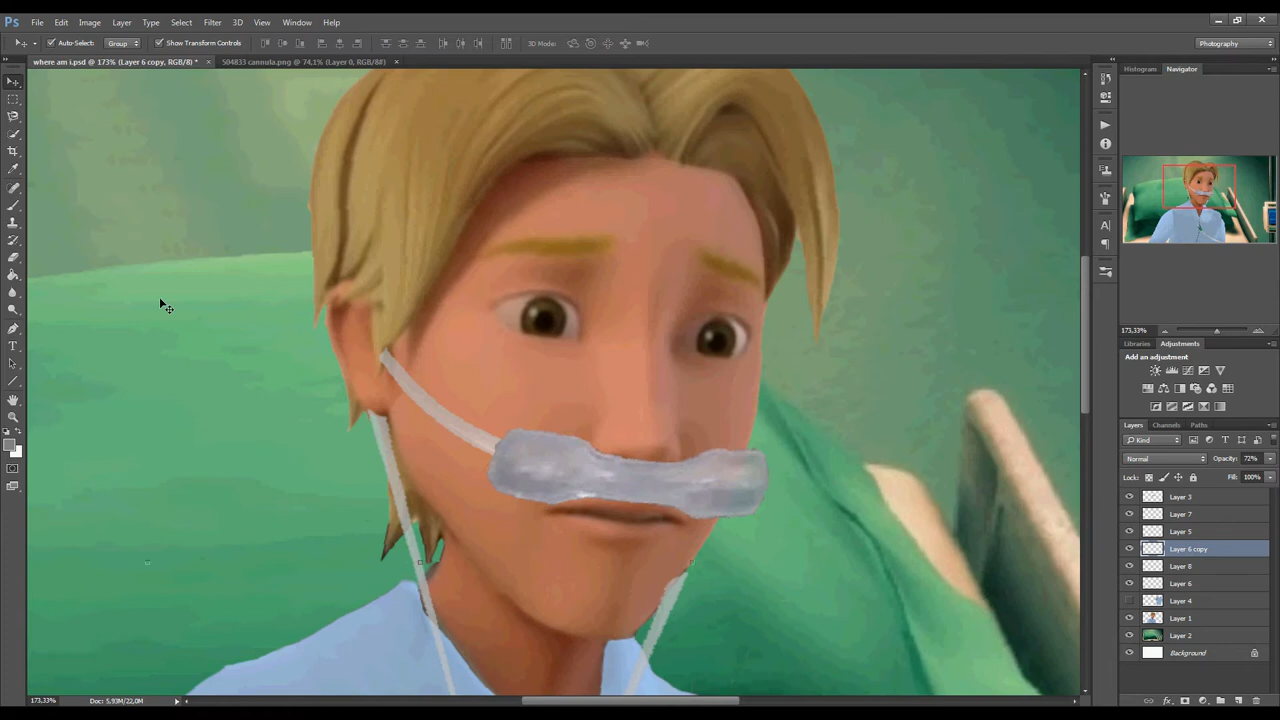 Ps File Edit Image Layer Type Select Filter 3D View Window Help
Auto-Select: Group Show Transform Controls 3D Mode: Photography
where am i.psd @ 173% (Layer 6 copy, RGB/8) * × 504833 cannula.png @ 74,1% (Layer 0, RGB/8#) ×
Histogram Navigator
173,33%
Libraries Adjustments
Add an adjustment
Layers Channels Paths
Kind
Normal Opacity: 72%
Lock: Fill: 100%
Layer 3
Layer 7
Layer 5
Layer 6 copy
Layer 8
Layer 6
Layer 4
Layer 1
Layer 2
Background
173,33% Doc: 5,93M/22,0M